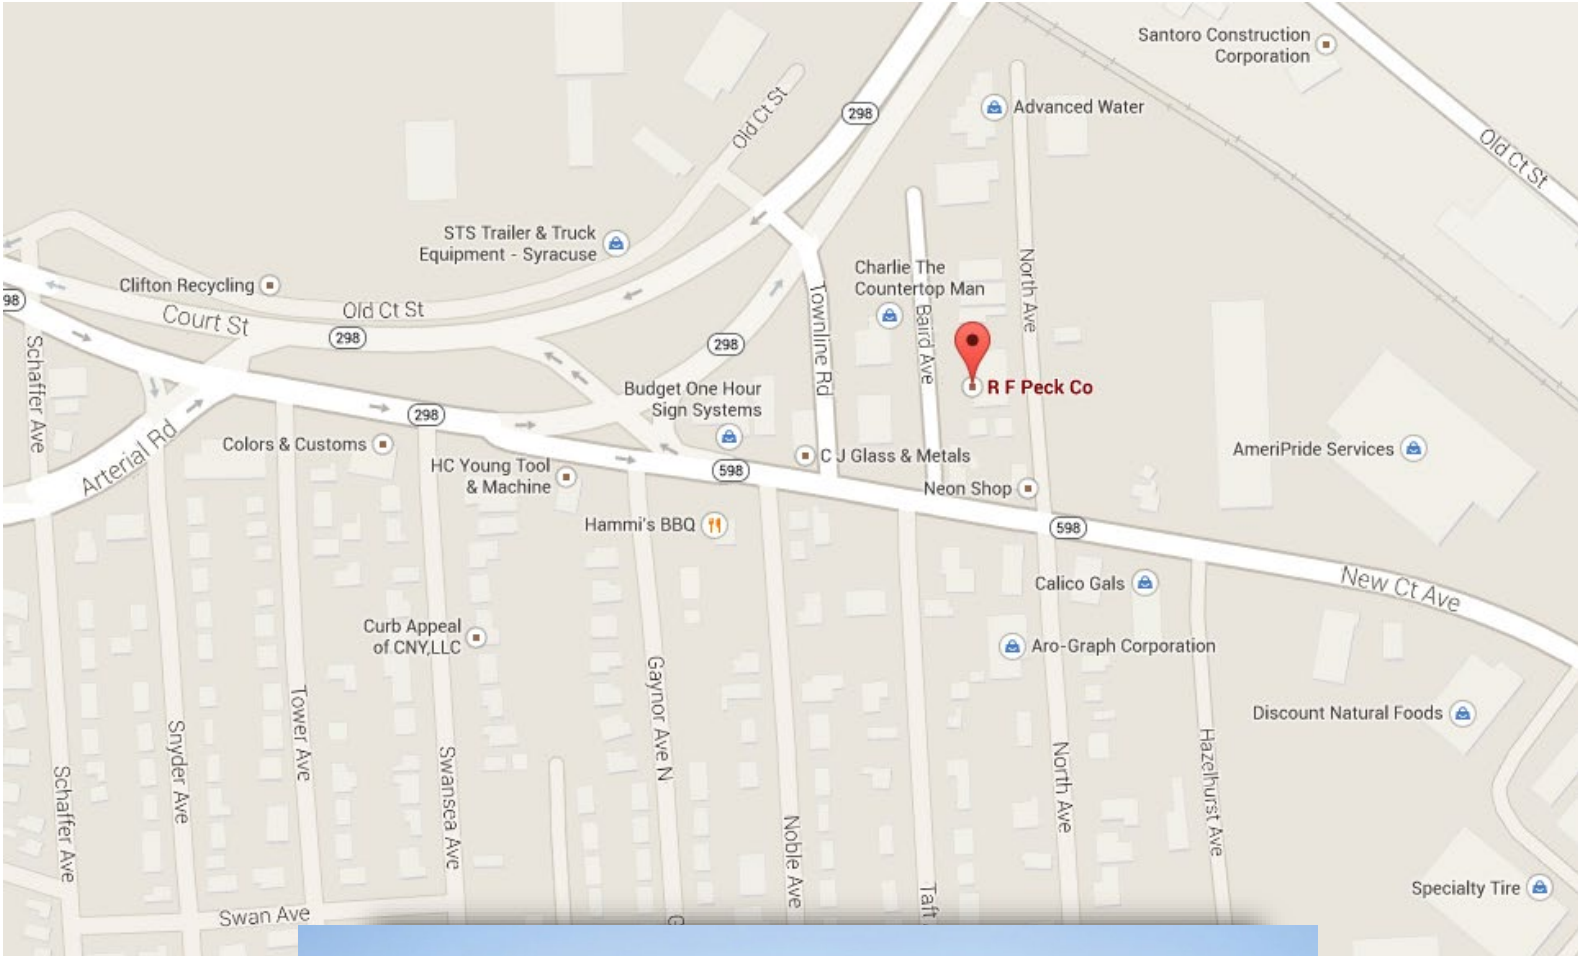 Santoro Construction
Corporation
298
Advanced Water
Old Ct St
Old Ct St
STS Trailer & Truck
Equipment - Syracuse
Charlie The
Countertop Man
North Ave
Clifton Recycling
98
Old Ct St
Court St
298
298
Townline Rd
Baird Ave
R F Peck Co
Schaffer Ave
Budget One Hour
Sign Systems
298
Colors & Customs
Arterial Rd
C J Glass & Metals
AmeriPride Services
HC Young Tool
& Machine
598
Neon Shop
Hammi's BBQ
598
Calico Gals
New Ct Ave
Curb Appeal
of CNY,LLC
Aro-Graph Corporation
Discount Natural Foods
Gaynor Ave N
Tower Ave
Snyder Ave
Schaffer Ave
Swansea Ave
Noble Ave
North Ave
Hazelhurst Ave
Specialty Tire
Taft
Swan Ave
G